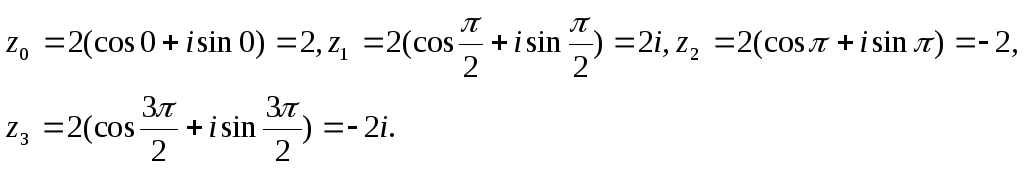 z₀ = 2(cos 0 + i sin 0) = 2, z₁ = 2(cos π/2 + i sin π/2) = 2i, z₂ = 2(cos π + i sin π) = - 2,
z₃ = 2(cos 3π/2 + i sin 3π/2) = - 2i.